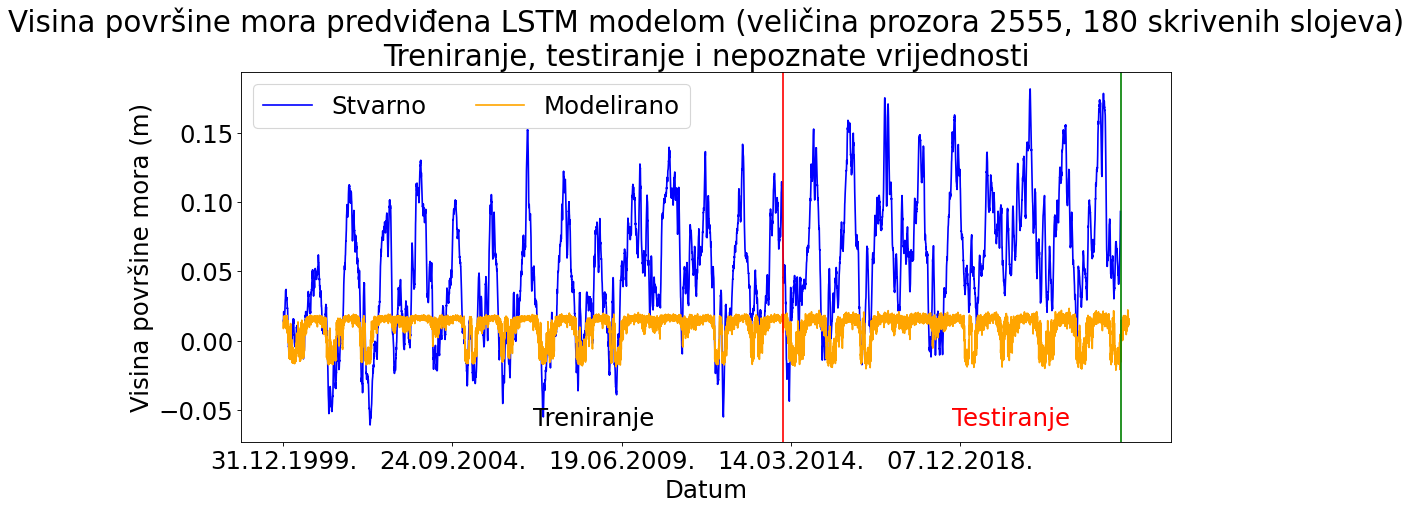 Visina površine mora predviđena LSTM modelom (veličina prozora 2555, 180 skrivenih slojeva)
Treniranje, testiranje i nepoznate vrijednosti
Stvarno
Modelirano
Visina površine mora (m)
0.15
0.10
0.05
0.00
−0.05
Treniranje
Testiranje
31.12.1999.
24.09.2004.
19.06.2009.
14.03.2014.
07.12.2018.
Datum